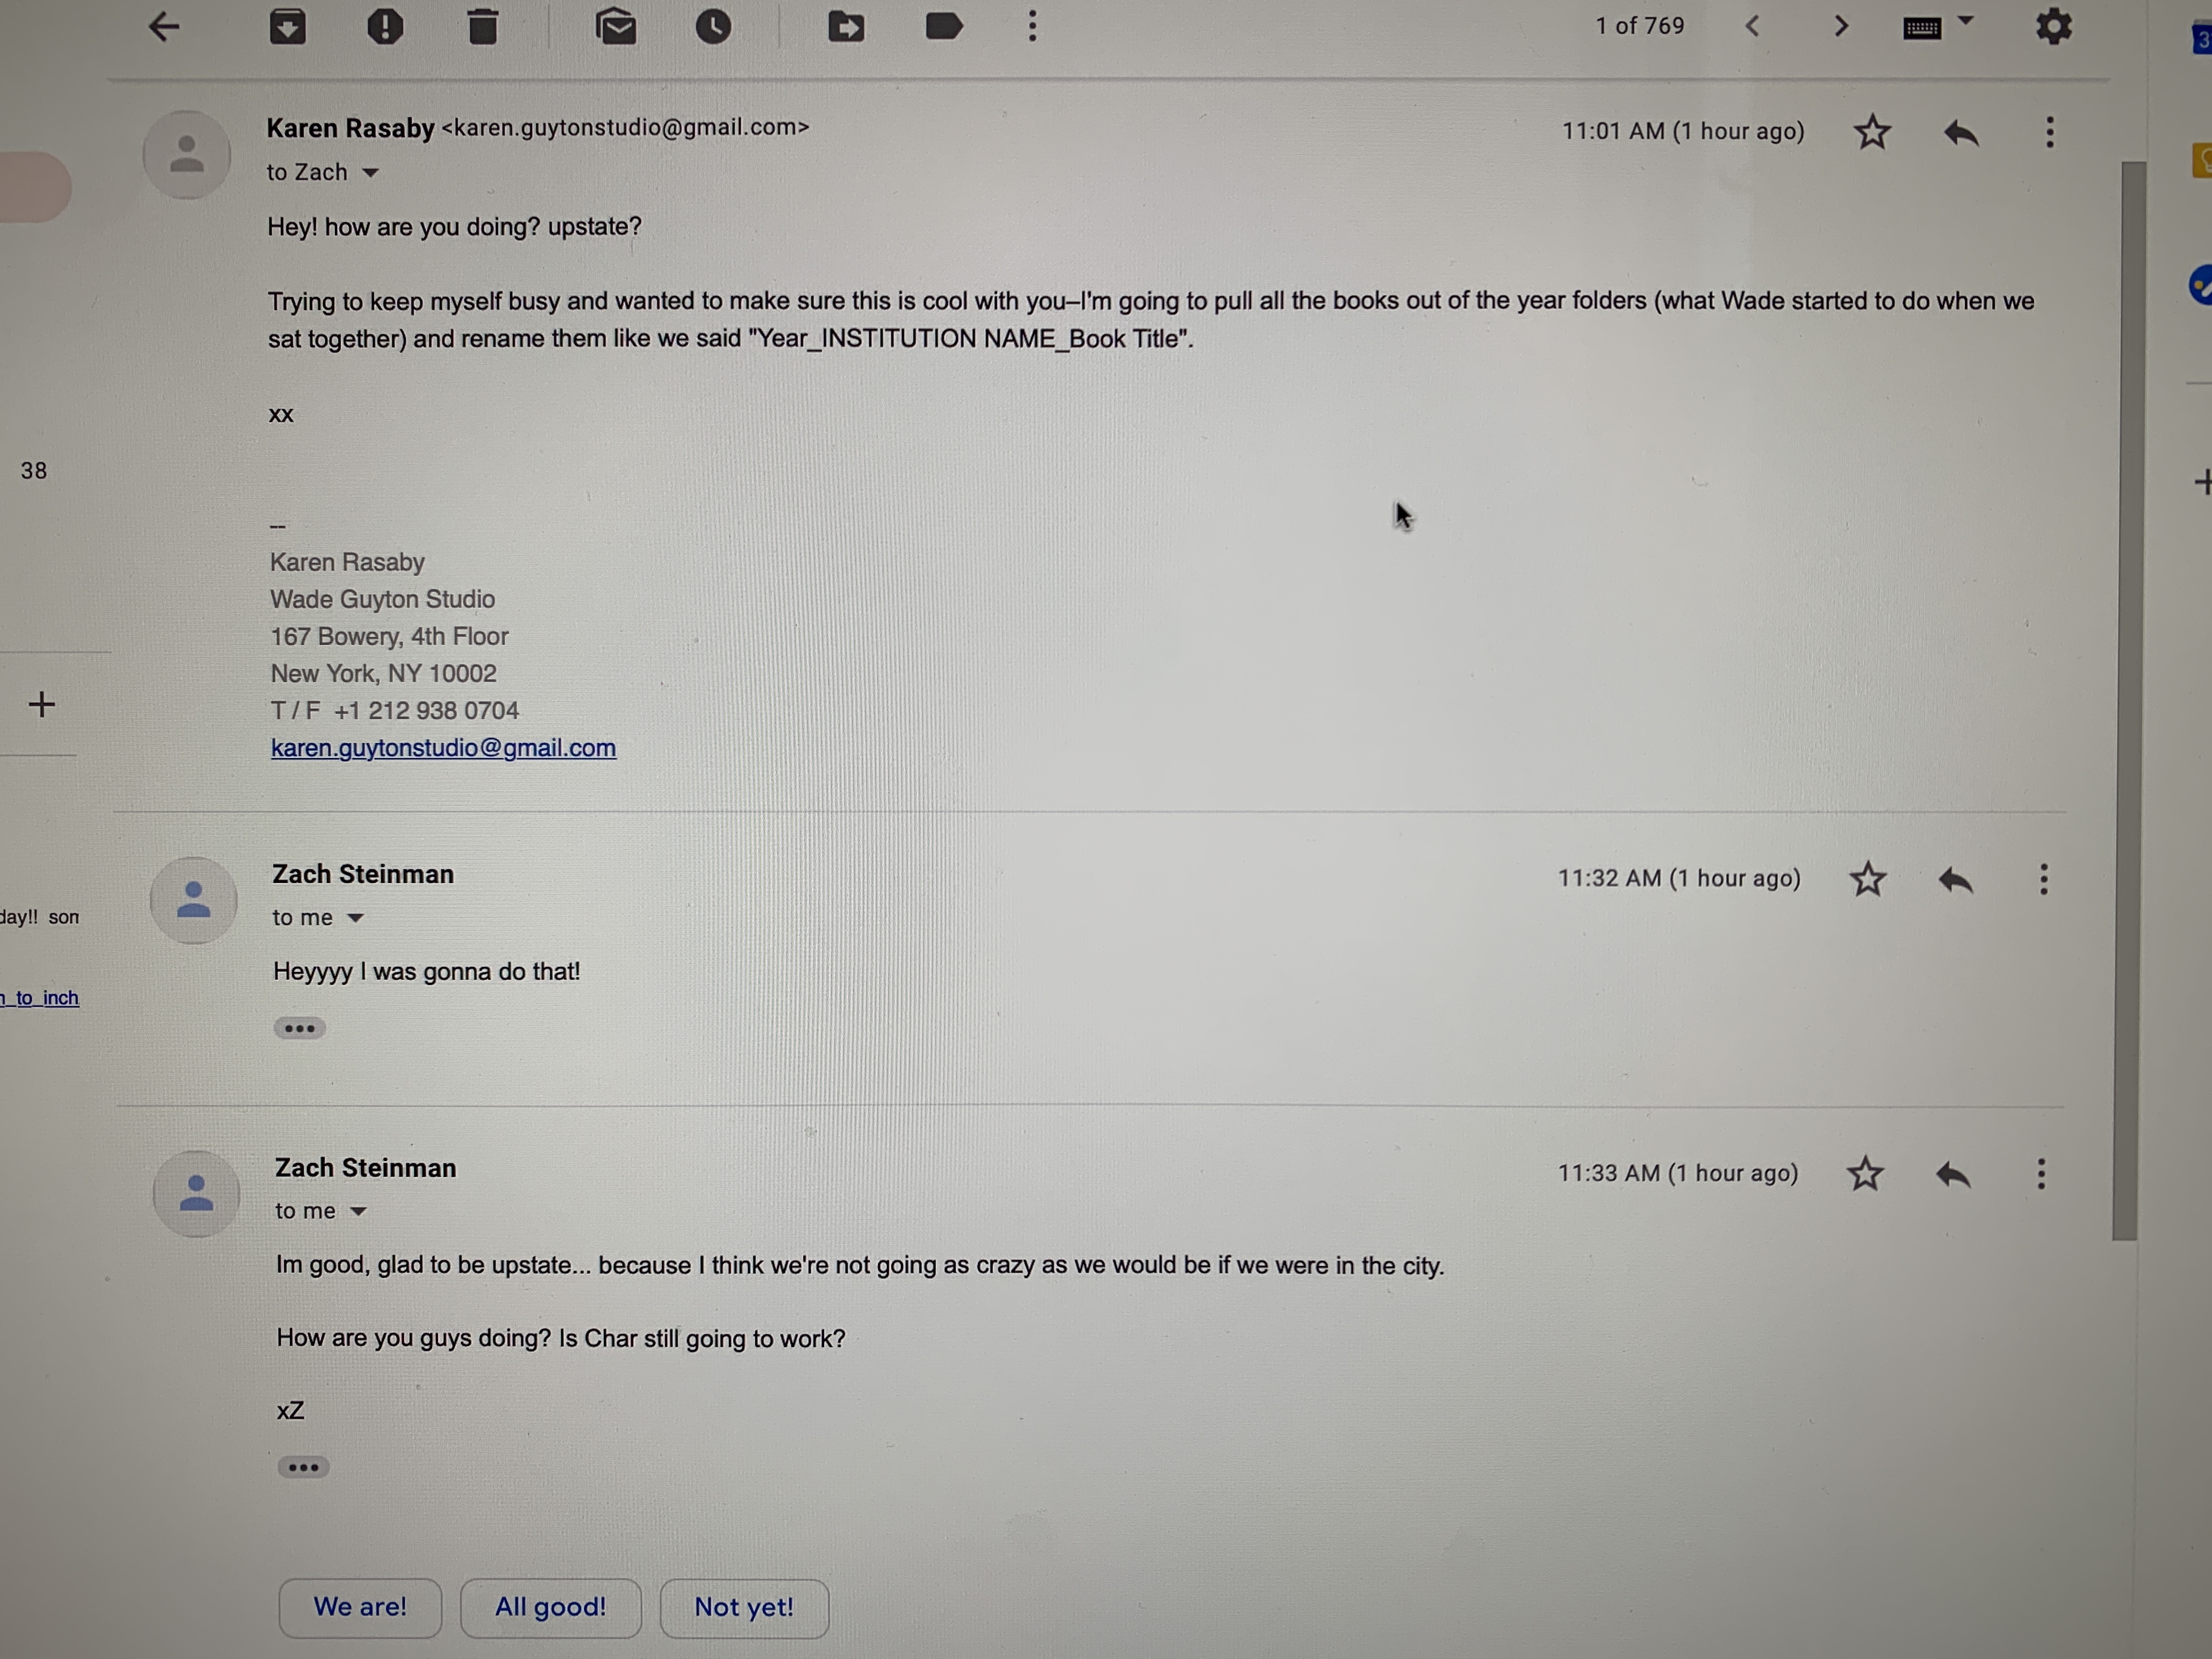 1 of 769
Karen Rasaby <karen.guytonstudio@gmail.com>
11:01 AM (1 hour ago)
to Zach
Hey! how are you doing? upstate?
Trying to keep myself busy and wanted to make sure this is cool with you–I'm going to pull all the books out of the year folders (what Wade started to do when we
sat together) and rename them like we said "Year_INSTITUTION NAME_Book Title".
xx
38
--
Karen Rasaby
Wade Guyton Studio
167 Bowery, 4th Floor
New York, NY 10002
T / F +1 212 938 0704
karen.guytonstudio@gmail.com
Zach Steinman
11:32 AM (1 hour ago)
to me
day!! som
Heyyyy I was gonna do that!
_to_inch
Zach Steinman
11:33 AM (1 hour ago)
to me
Im good, glad to be upstate... because I think we're not going as crazy as we would be if we were in the city.
How are you guys doing? Is Char still going to work?
xZ
We are!
All good!
Not yet!